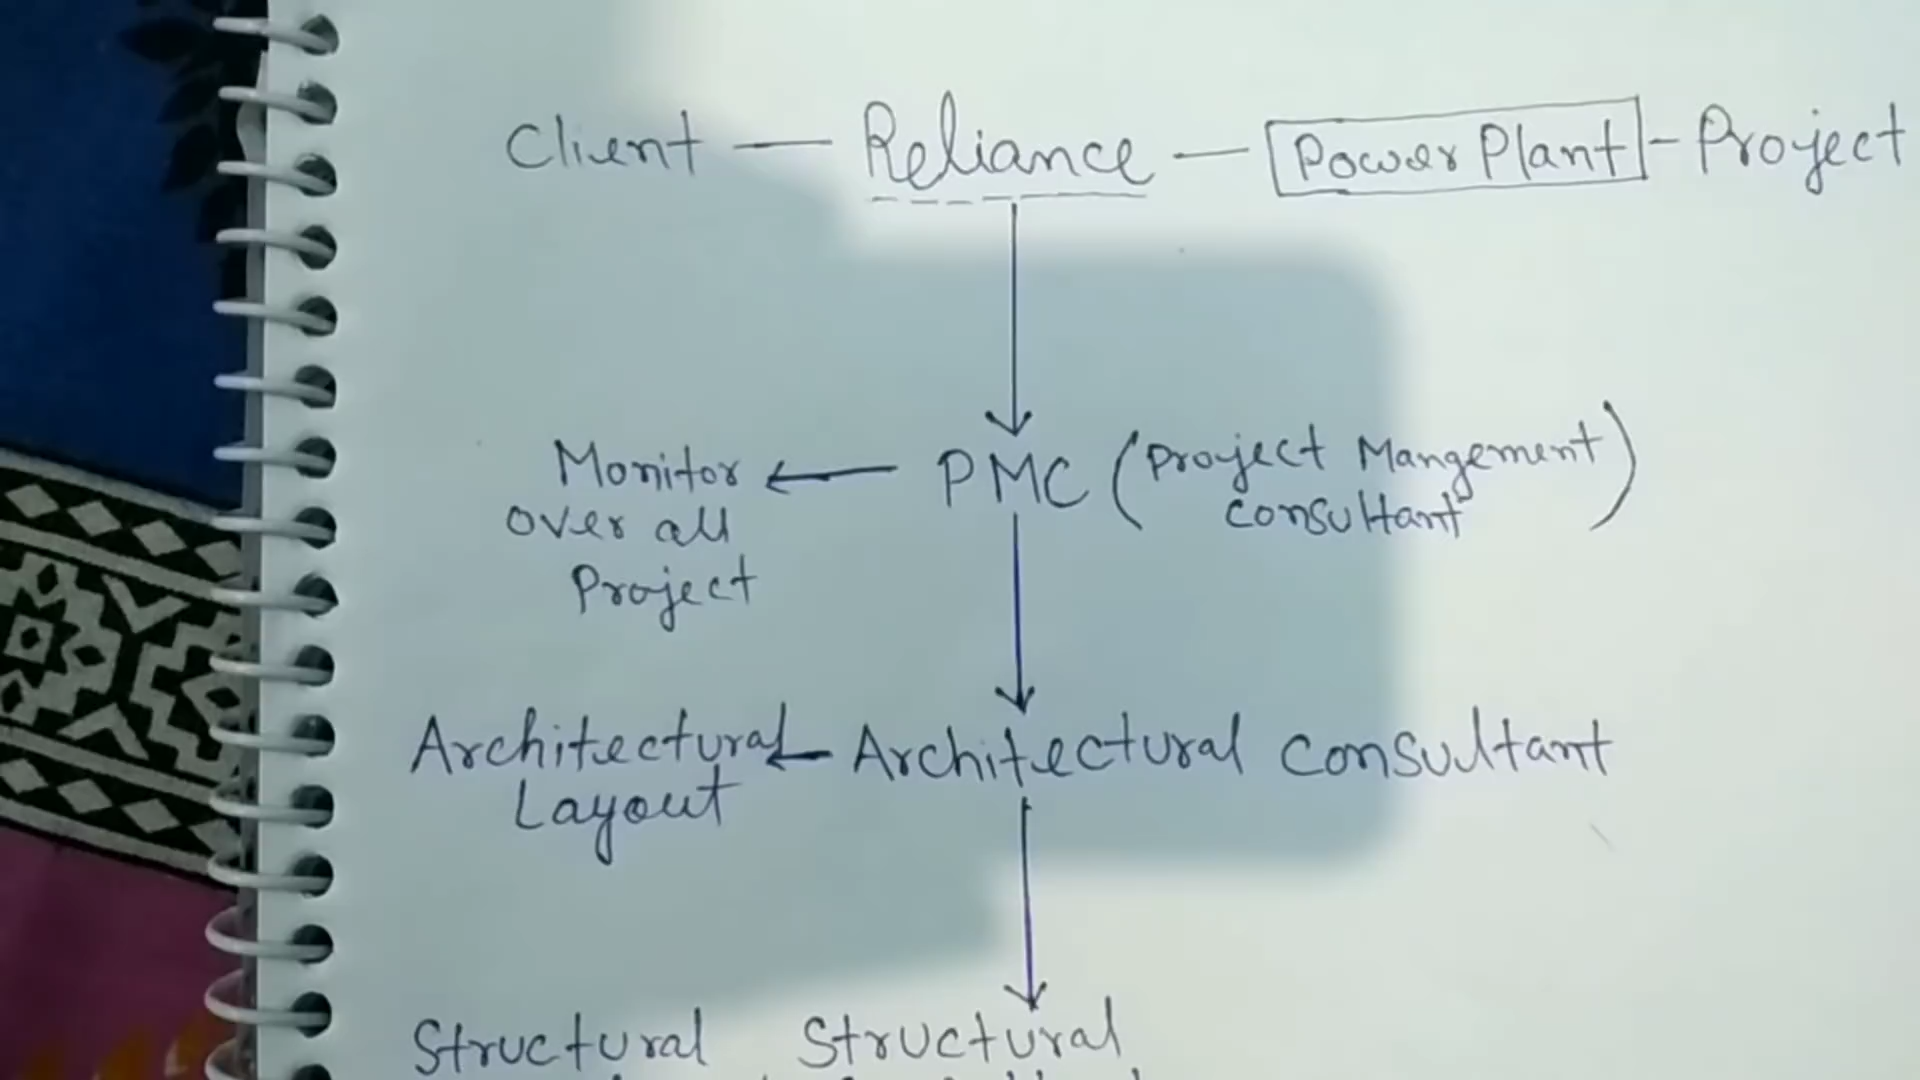 Client — Reliance — Power Plant - Project
Monitor ← PMC (Project Mangement
over all consultant)
Project
Architectural ← Architectural consultant
Layout
Structural Structural